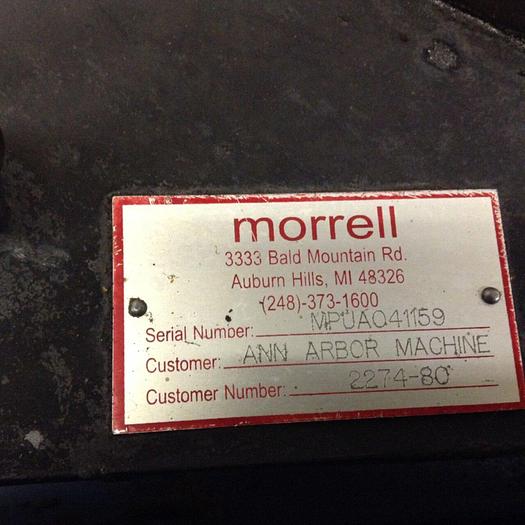 morrell
3333 Bald Mountain Rd.
Auburn Hills, MI 48326
(248)-373-1600
Serial Number: MPUA041159
Customer: ANN ARBOR MACHINE
Customer Number: 2274-80